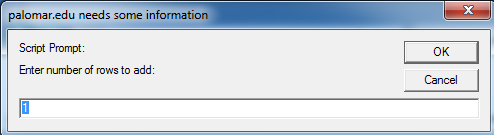 palomar.edu needs some information
Script Prompt:
OK
Enter number of rows to add:
Cancel
1